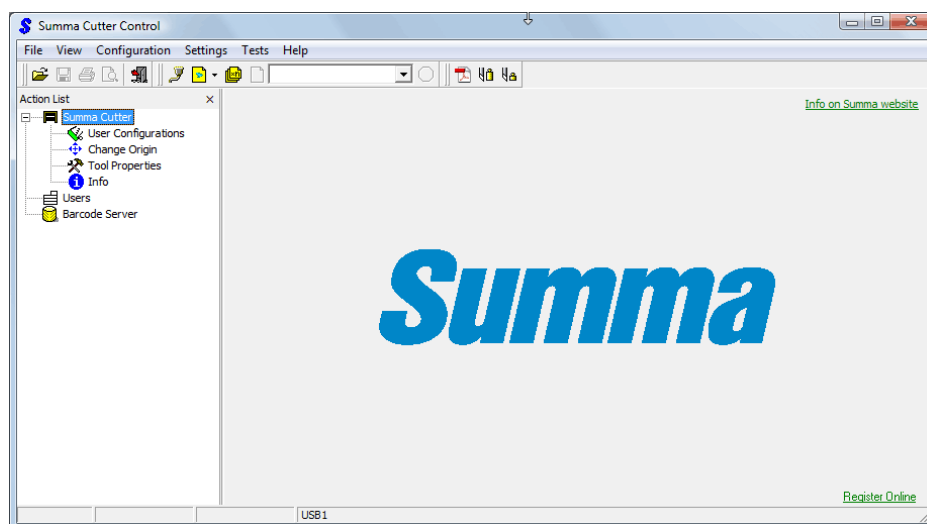 Summa Cutter Control
File View Configuration Settings Tests Help
Action List
Info on Summa website
Summa Cutter
User Configurations
Change Origin
Tool Properties
Info
Users
Barcode Server
Summa
Register Online
USB1